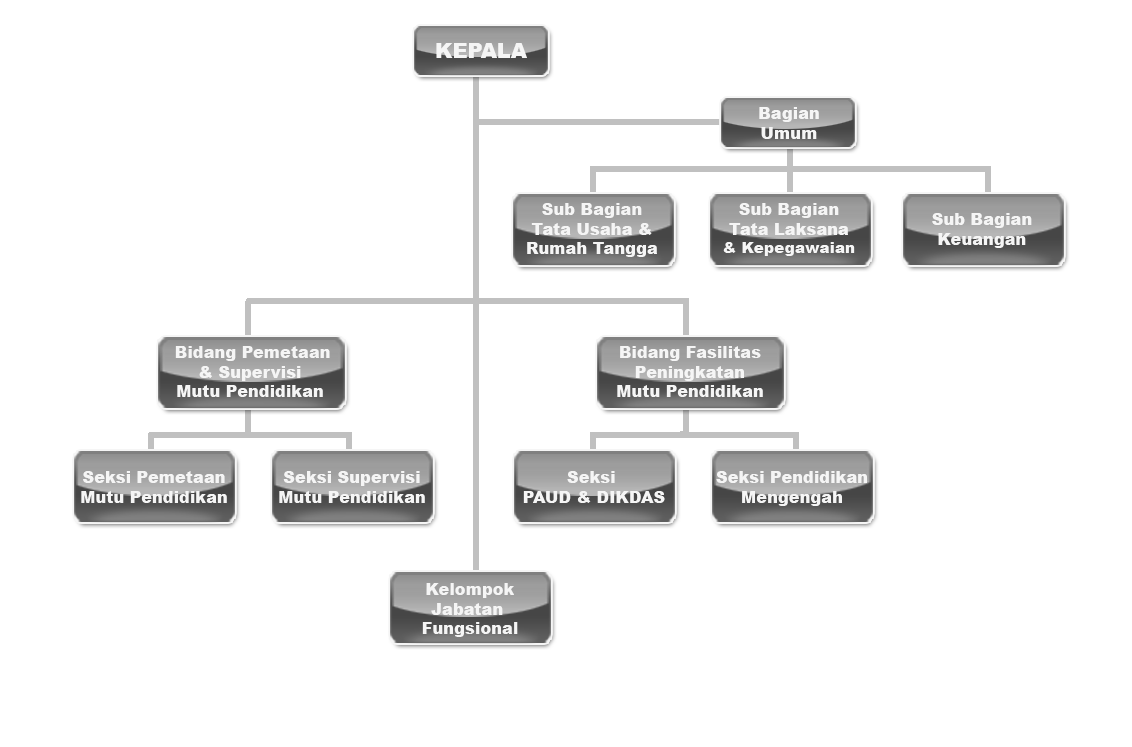 KEPALA
Bagian
Umum
Sub Bagian
Tata Usaha &
Rumah Tangga
Sub Bagian
Tata Laksana
& Kepegawaian
Sub Bagian
Keuangan
Bidang Pemetaan
& Supervisi
Mutu Pendidikan
Bidang Fasilitas
Peningkatan
Mutu Pendidikan
Seksi Pemetaan
Mutu Pendidikan
Seksi Supervisi
Mutu Pendidikan
Seksi
PAUD & DIKDAS
Seksi Pendidikan
Mengengah
Kelompok
Jabatan
Fungsional